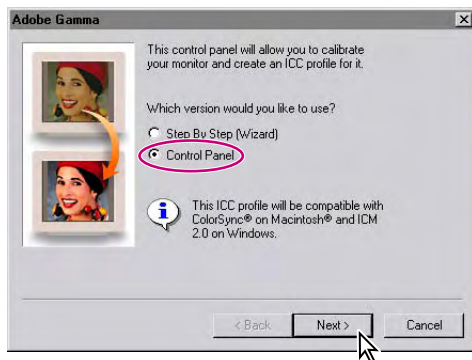 Adobe Gamma
This control panel will allow you to calibrate
your monitor and create an ICC profile for it.
Which version would you like to use?
Step By Step (Wizard)
Control Panel
This ICC profile will be compatible with
ColorSync® on Macintosh® and ICM
2.0 on Windows.
< Back Next > Cancel